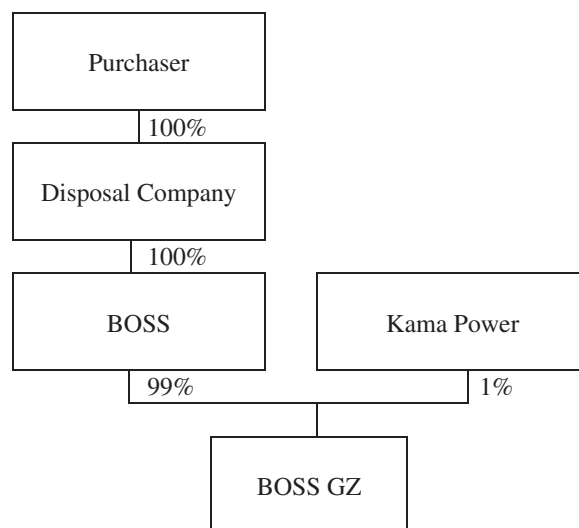 Purchaser
100%
Disposal Company
100%
BOSS
Kama Power
99%
1%
BOSS GZ